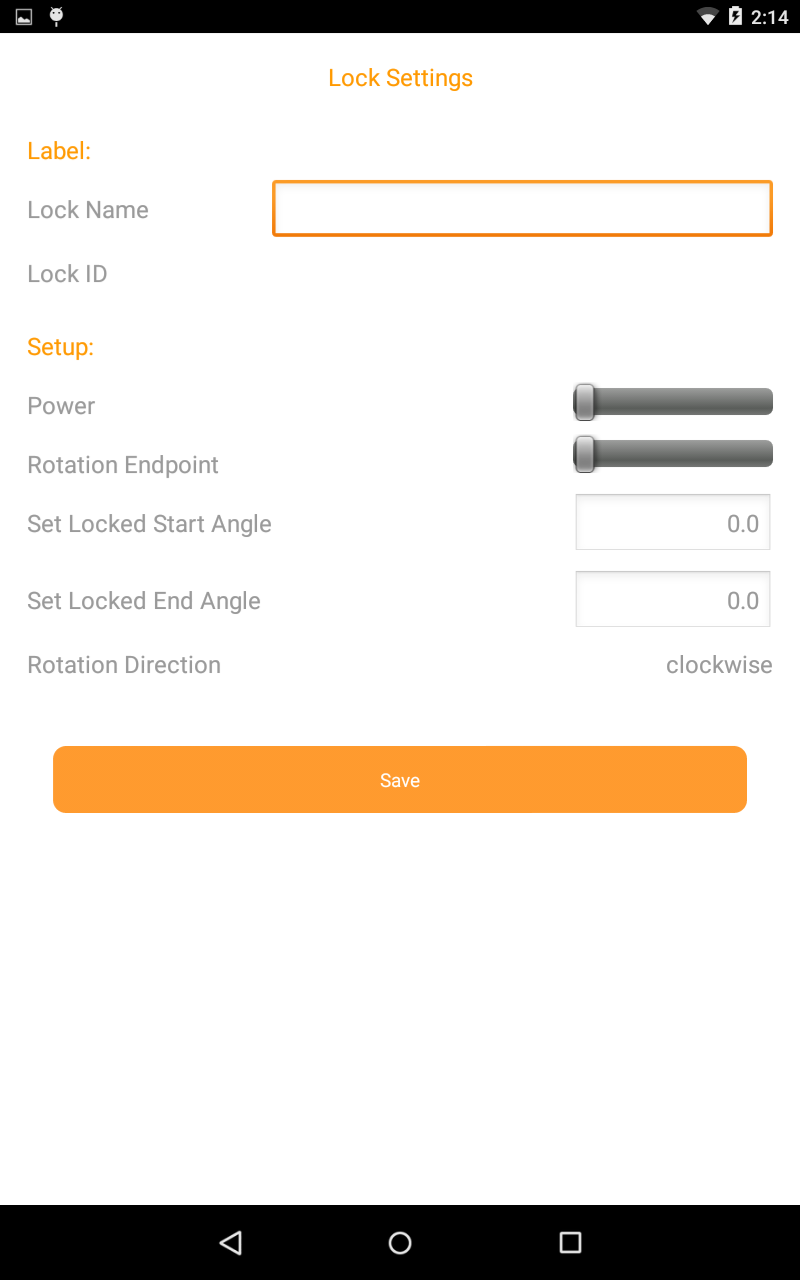 2:14
Lock Settings
Label:
Lock Name
Lock ID
Setup:
Power
Rotation Endpoint
Set Locked Start Angle 0.0
Set Locked End Angle 0.0
Rotation Direction clockwise
Save